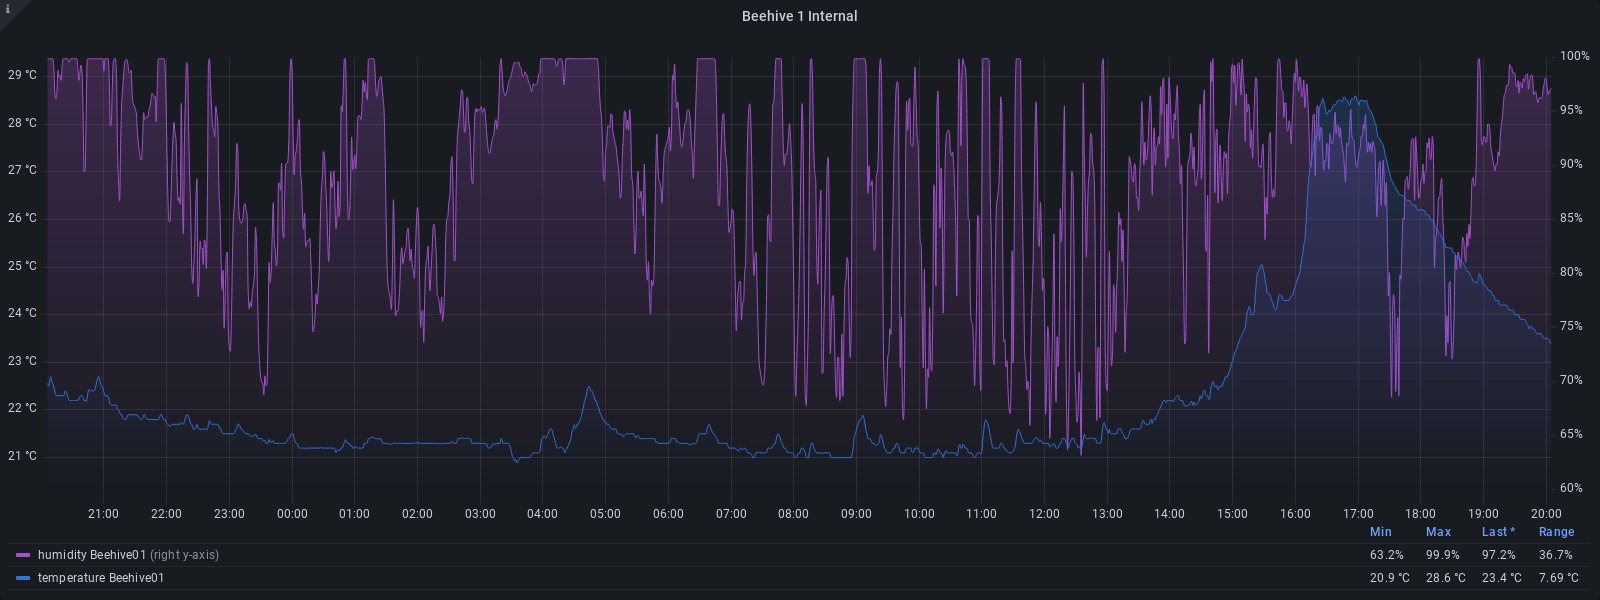 i
Beehive 1 Internal
29 °C
28 °C
27 °C
26 °C
25 °C
24 °C
23 °C
22 °C
21 °C
100%
95%
90%
85%
80%
75%
70%
65%
60%
21:00 22:00 23:00 00:00 01:00 02:00 03:00 04:00 05:00 06:00 07:00 08:00 09:00 10:00 11:00 12:00 13:00 14:00 15:00 16:00 17:00 18:00 19:00 20:00
Min Max Last * Range
humidity Beehive01 (right y-axis) 63.2% 99.9% 97.2% 36.7%
temperature Beehive01 20.9 °C 28.6 °C 23.4 °C 7.69 °C